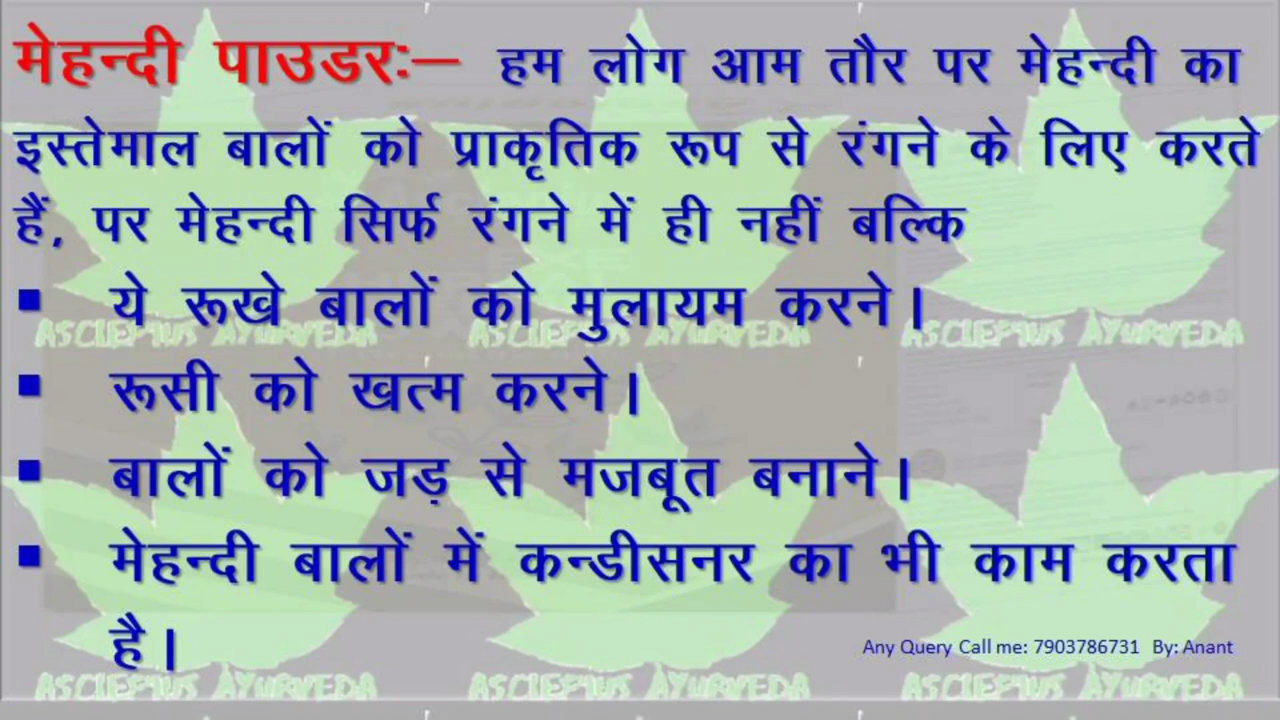 मेहन्दी पाउडरः– हम लोग आम तौर पर मेहन्दी का
इस्तेमाल बालों को प्राकृतिक रूप से रंगने के लिए करते
हैं, पर मेहन्दी सिर्फ रंगने में ही नहीं बल्कि
▪ ये रूखे बालों को मुलायम करने।
ASCLEPIUS AYURVEDA ASCLEPIUS AYURVEDA ASCLEPIUS AYURVEDA
▪ रूसी को खत्म करने।
▪ बालों को जड़ से मजबूत बनाने।
▪ मेहन्दी बालों में कन्डीसनर का भी काम करता
है।
Any Query Call me: 7903786731 By: Anant
ASCLEPIUS AYURVEDA ASCLEPIUS AYURVEDA ASCLEPIUS AYURVEDA